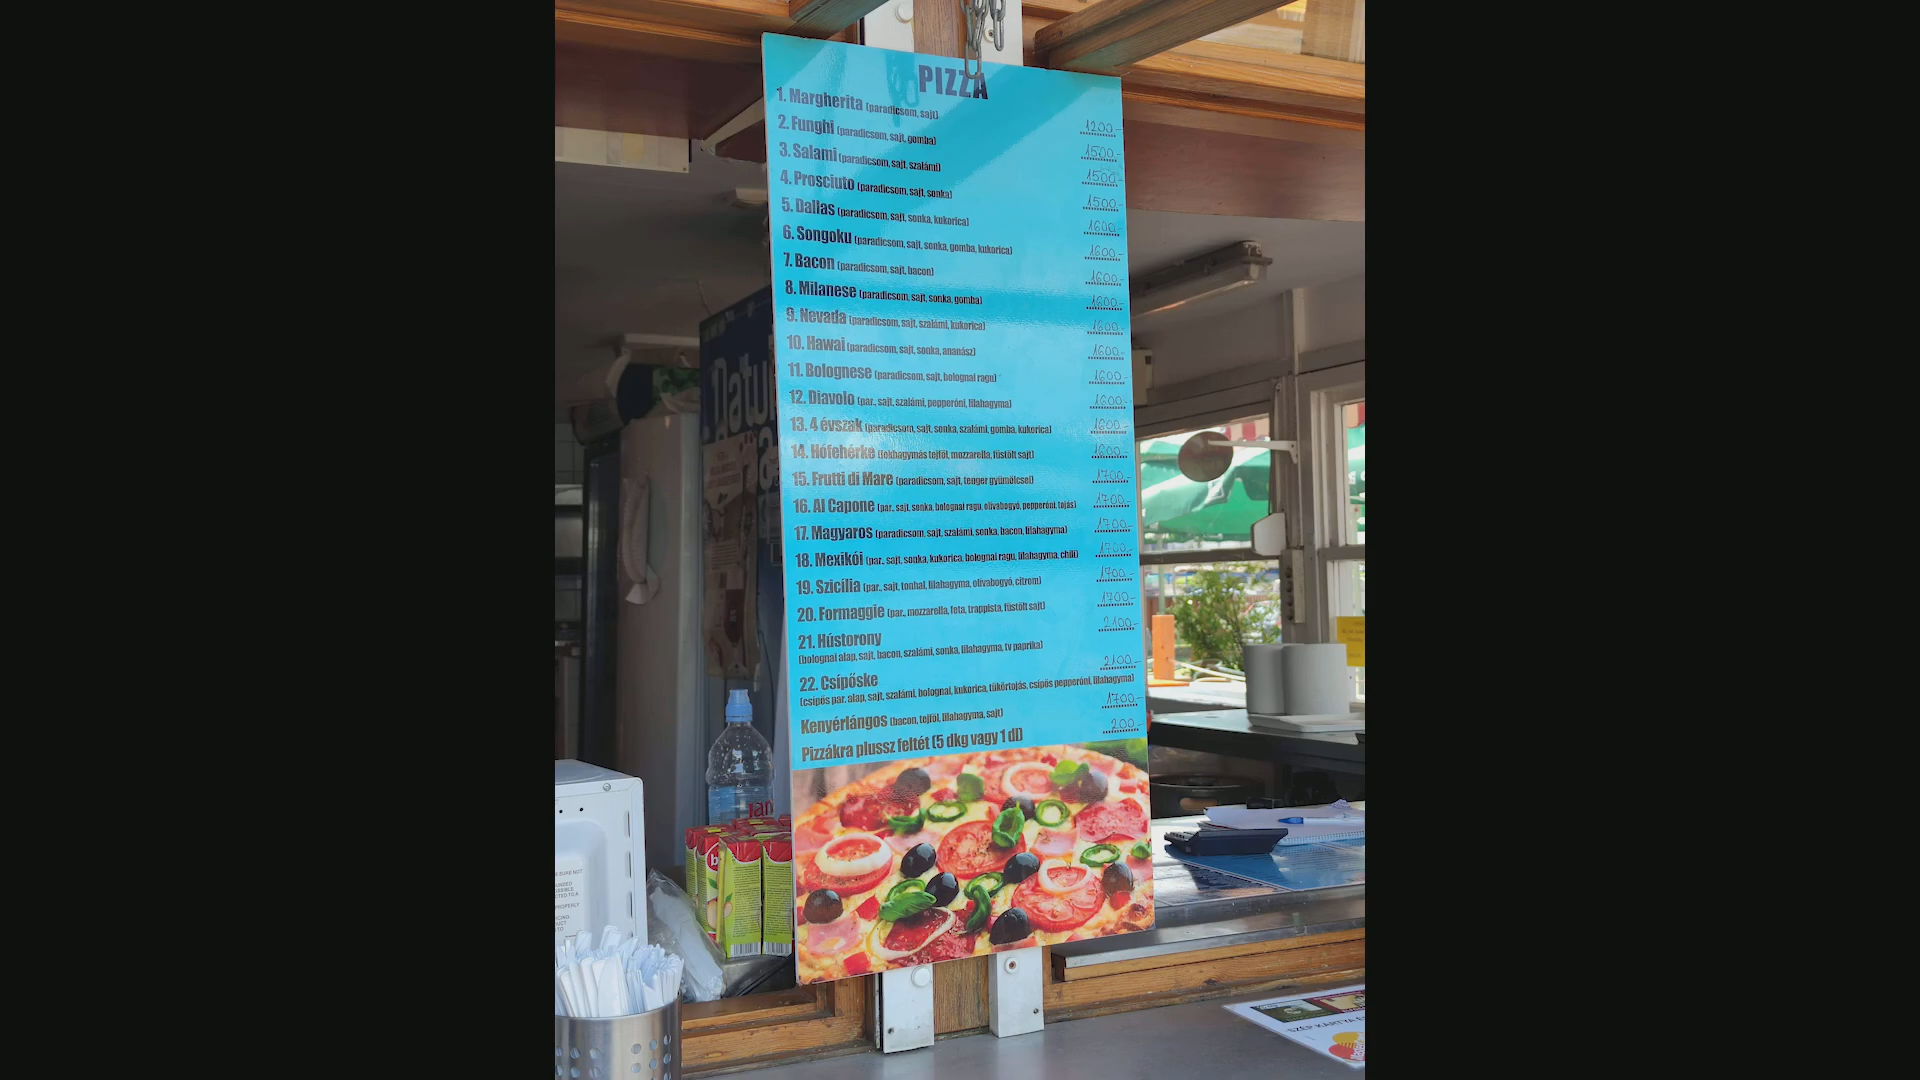 PIZZA
1. Margherita (paradicsom, sajt) 1200.-
2. Funghi (paradicsom, sajt, gomba) 1500.-
3. Salami (paradicsom, sajt, szalámi) 1500.-
4. Prosciuto (paradicsom, sajt, sonka) 1500.-
5. Dallas (paradicsom, sajt, sonka, kukorica) 1600.-
6. Songoku (paradicsom, sajt, sonka, gomba, kukorica) 1600.-
7. Bacon (paradicsom, sajt, bacon) 1600.-
8. Milanese (paradicsom, sajt, sonka, gomba) 1600.-
9. Nevada (paradicsom, sajt, szalámi, kukorica) 1600.-
10. Hawai (paradicsom, sajt, sonka, ananász) 1600.-
11. Bolognese (paradicsom, sajt, bolognai ragu) 1600.-
12. Diavolo (par., sajt, szalámi, pepperóni, lilahagyma) 1600.-
13. 4 évszak (paradicsom, sajt, sonka, szalámi, gomba, kukorica) 1600.-
14. Hófehérke (fokhagymás tejföl, mozzarella, füstölt sajt) 1600.-
15. Frutti di Mare (paradicsom, sajt, tenger gyümölcsei) 1700.-
16. Al Capone (par., sajt, sonka, bolognai ragu, olivabogyó, pepperóni, tojás) 1700.-
17. Magyaros (paradicsom, sajt, szalámi, sonka, bacon, lilahagyma) 1700.-
18. Mexikói (par., sajt, sonka, kukorica, bolognai ragu, lilahagyma, chili) 1700.-
19. Szicilia (par., sajt, tonhal, lilahagyma, olivabogyó, citrom) 1700.-
20. Formaggie (par., mozzarella, feta, trappista, füstölt sajt) 1700.-
21. Hústorony
(bolognai alap, sajt, bacon, szalámi, sonka, lilahagyma, tv paprika) 2100.-
22. Csípőske
(csípős par. alap, sajt, szalámi, bolognai, kukorica, tükörtojás, csípős pepperóni, lilahagyma) 2100.-
Kenyérlángos (bacon, tejföl, lilahagyma, sajt) 1700.-
Pizzákra plussz feltét (5 dkg vagy 1 dl) 200.-
SZÉP KÁRTYA